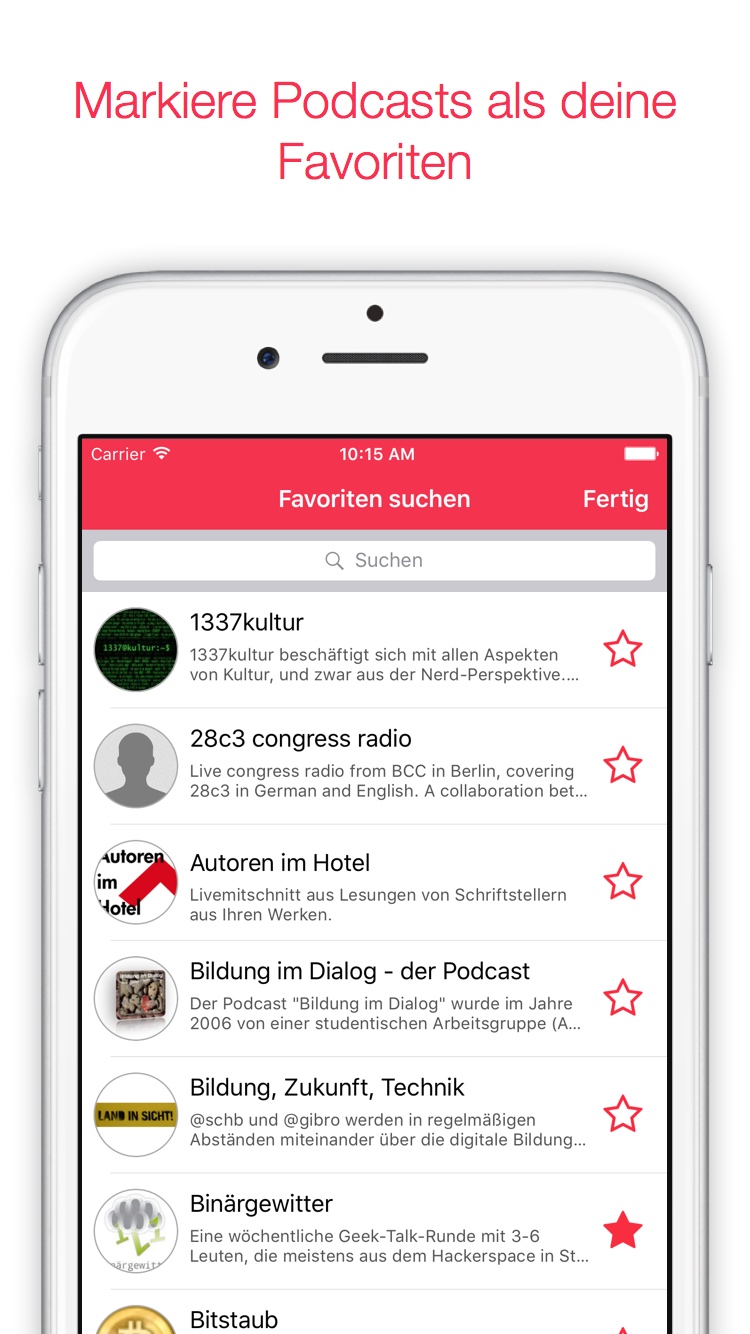 Markiere Podcasts als deine
Favoriten
Carrier
10:15 AM
Favoriten suchen
Fertig
Suchen
1337@kultur:~$
1337kultur
1337kultur beschäftigt sich mit allen Aspekten
von Kultur, und zwar aus der Nerd-Perspektive....
28c3 congress radio
Live congress radio from BCC in Berlin, covering
28c3 in German and English. A collaboration bet...
Autoren
im
Hotel
Autoren im Hotel
Livemitschnitt aus Lesungen von Schriftstellern
aus Ihren Werken.
Bildung im Dialog - der Podcast
Der Podcast "Bildung im Dialog" wurde im Jahre
2006 von einer studentischen Arbeitsgruppe (A...
LAND IN SICHT!
Bildung, Zukunft, Technik
@schb und @gibro werden in regelmäßigen
Abständen miteinander über die digitale Bildung...
ärgewitt
Binärgewitter
Eine wöchentliche Geek-Talk-Runde mit 3-6
Leuten, die meistens aus dem Hackerspace in St...
Bitstaub